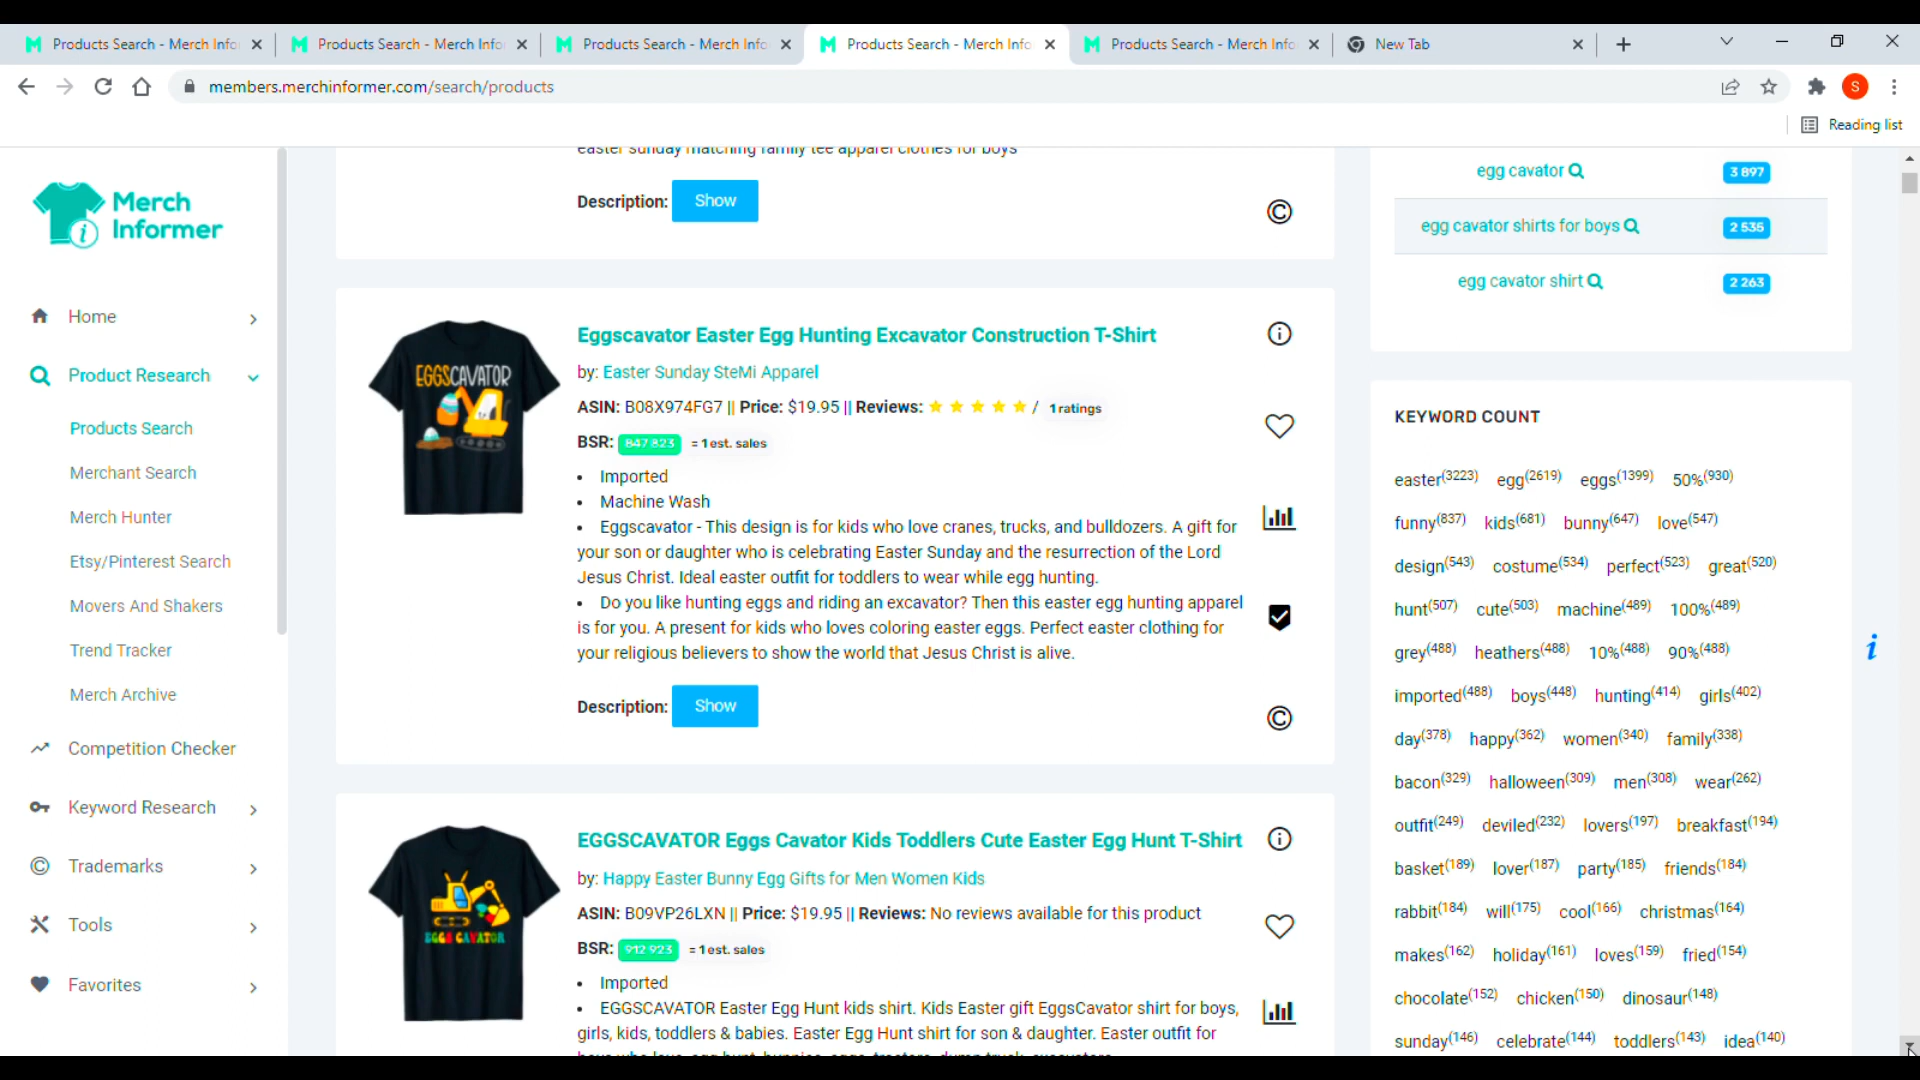 Products Search - Merch Info
Products Search - Merch Info
Products Search - Merch Info
Products Search - Merch Info
Products Search - Merch Info
New Tab
members.merchinformer.com/search/products
S
Reading list
Merch
Informer
Home
Product Research
Products Search
Merchant Search
Merch Hunter
Etsy/Pinterest Search
Movers And Shakers
Trend Tracker
Merch Archive
Competition Checker
Keyword Research
Trademarks
Tools
Favorites
easter sunday matching family tee apparel clothes for boys
Description: Show
EGGSCAVATOR
Eggscavator Easter Egg Hunting Excavator Construction T-Shirt
by: Easter Sunday SteMi Apparel
ASIN: B08X974FG7 || Price: $19.95 || Reviews: / 1 ratings
BSR: 847 823 = 1 est. sales
• Imported
• Machine Wash
• Eggscavator - This design is for kids who love cranes, trucks, and bulldozers. A gift for
your son or daughter who is celebrating Easter Sunday and the resurrection of the Lord
Jesus Christ. Ideal easter outfit for toddlers to wear while egg hunting.
• Do you like hunting eggs and riding an excavator? Then this easter egg hunting apparel
is for you. A present for kids who loves coloring easter eggs. Perfect easter clothing for
your religious believers to show the world that Jesus Christ is alive.
Description: Show
EGGS CAVATOR
EGGSCAVATOR Eggs Cavator Kids Toddlers Cute Easter Egg Hunt T-Shirt
by: Happy Easter Bunny Egg Gifts for Men Women Kids
ASIN: B09VP26LXN || Price: $19.95 || Reviews: No reviews available for this product
BSR: 912 923 = 1 est. sales
• Imported
• EGGSCAVATOR Easter Egg Hunt kids shirt. Kids Easter gift EggsCavator shirt for boys,
girls, kids, toddlers & babies. Easter Egg Hunt shirt for son & daughter. Easter outfit for
egg cavator 3 897
egg cavator shirts for boys 2 535
egg cavator shirt 2 263
KEYWORD COUNT
easter(3223) egg(2619) eggs(1399) 50%(930)
funny(837) kids(681) bunny(647) love(547)
design(543) costume(534) perfect(523) great(520)
hunt(507) cute(503) machine(489) 100%(489)
grey(488) heathers(488) 10%(488) 90%(488)
imported(488) boys(448) hunting(414) girls(402)
day(378) happy(362) women(340) family(338)
bacon(329) halloween(309) men(308) wear(262)
outfit(249) deviled(232) lovers(197) breakfast(194)
basket(189) lover(187) party(185) friends(184)
rabbit(184) will(175) cool(166) christmas(164)
makes(162) holiday(161) loves(159) fried(154)
chocolate(152) chicken(150) dinosaur(148)
sunday(146) celebrate(144) toddlers(143) idea(140)